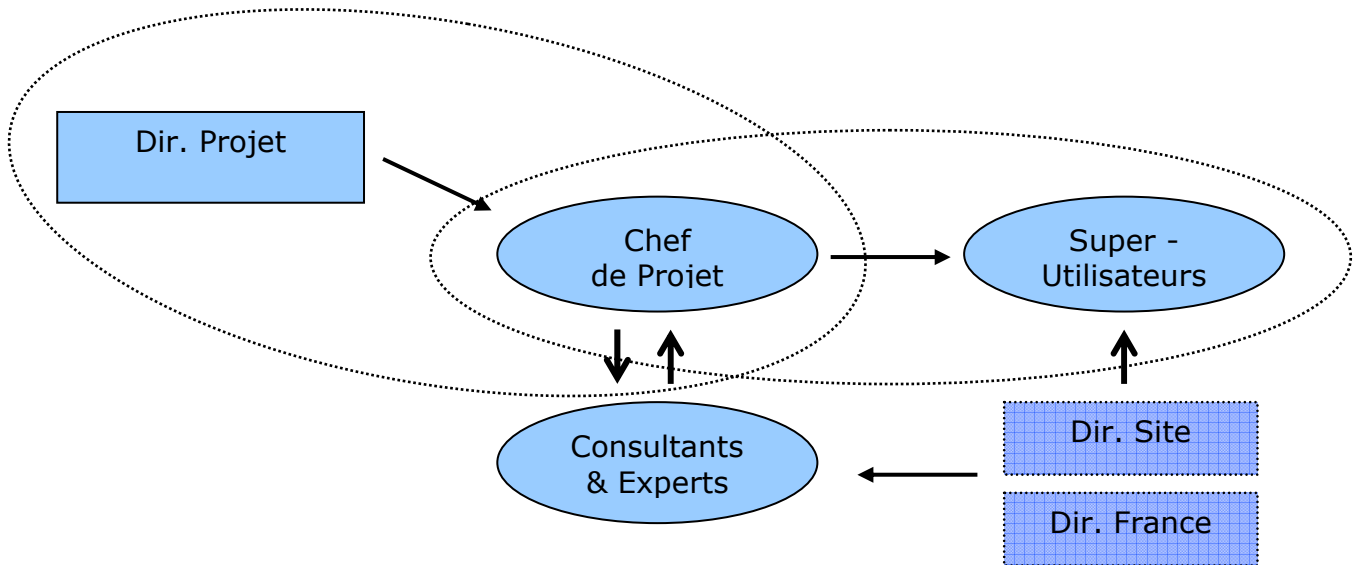 Dir. Projet
Chef
de Projet
Super -
Utilisateurs
Consultants
& Experts
Dir. Site
Dir. France